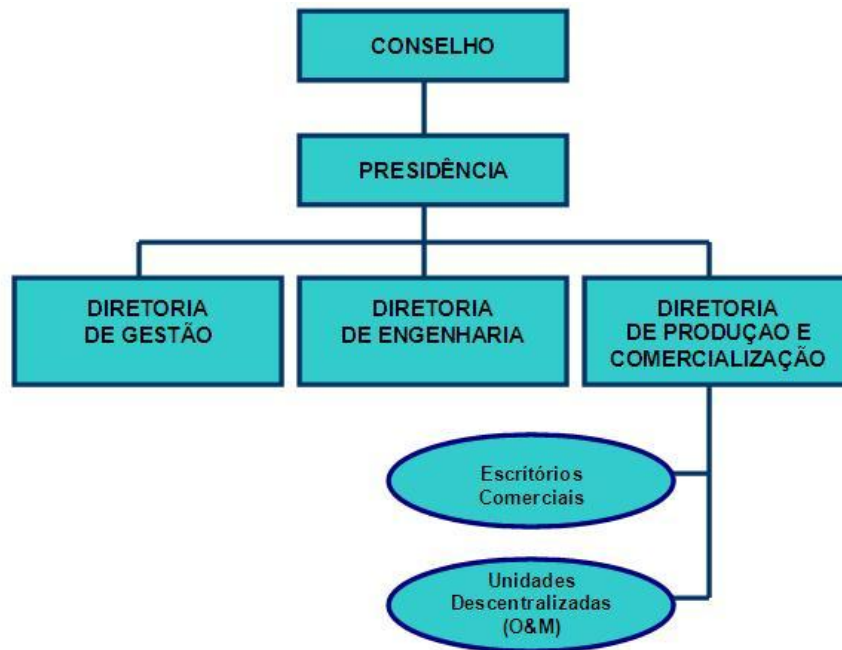 CONSELHO
PRESIDÊNCIA
DIRETORIA
DE GESTÃO
DIRETORIA
DE ENGENHARIA
DIRETORIA
DE PRODUÇAO E
COMERCIALIZAÇÃO
Escritórios
Comerciais
Unidades
Descentralizadas
(O&M)